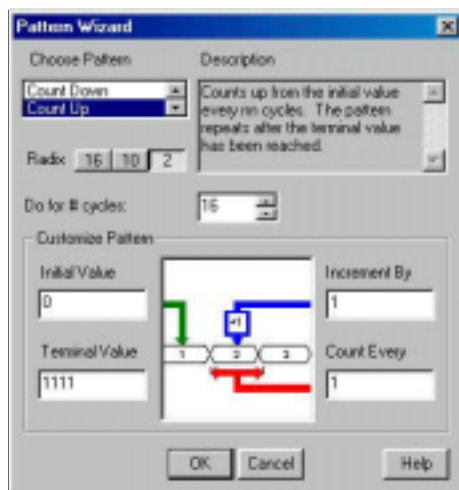 Pattern Wizard
Choose Pattern
Description
Count Down
Count Up
Counts up from the initial value
every nn cycles. The pattern
repeats after the terminal value
has been reached.
Radix 16 10 2
Do for # cycles: 16
Customize Pattern
Initial Value
0
Increment By
1
+1
1 2 3
Terminal Value
1111
Count Every
1
OK Cancel Help